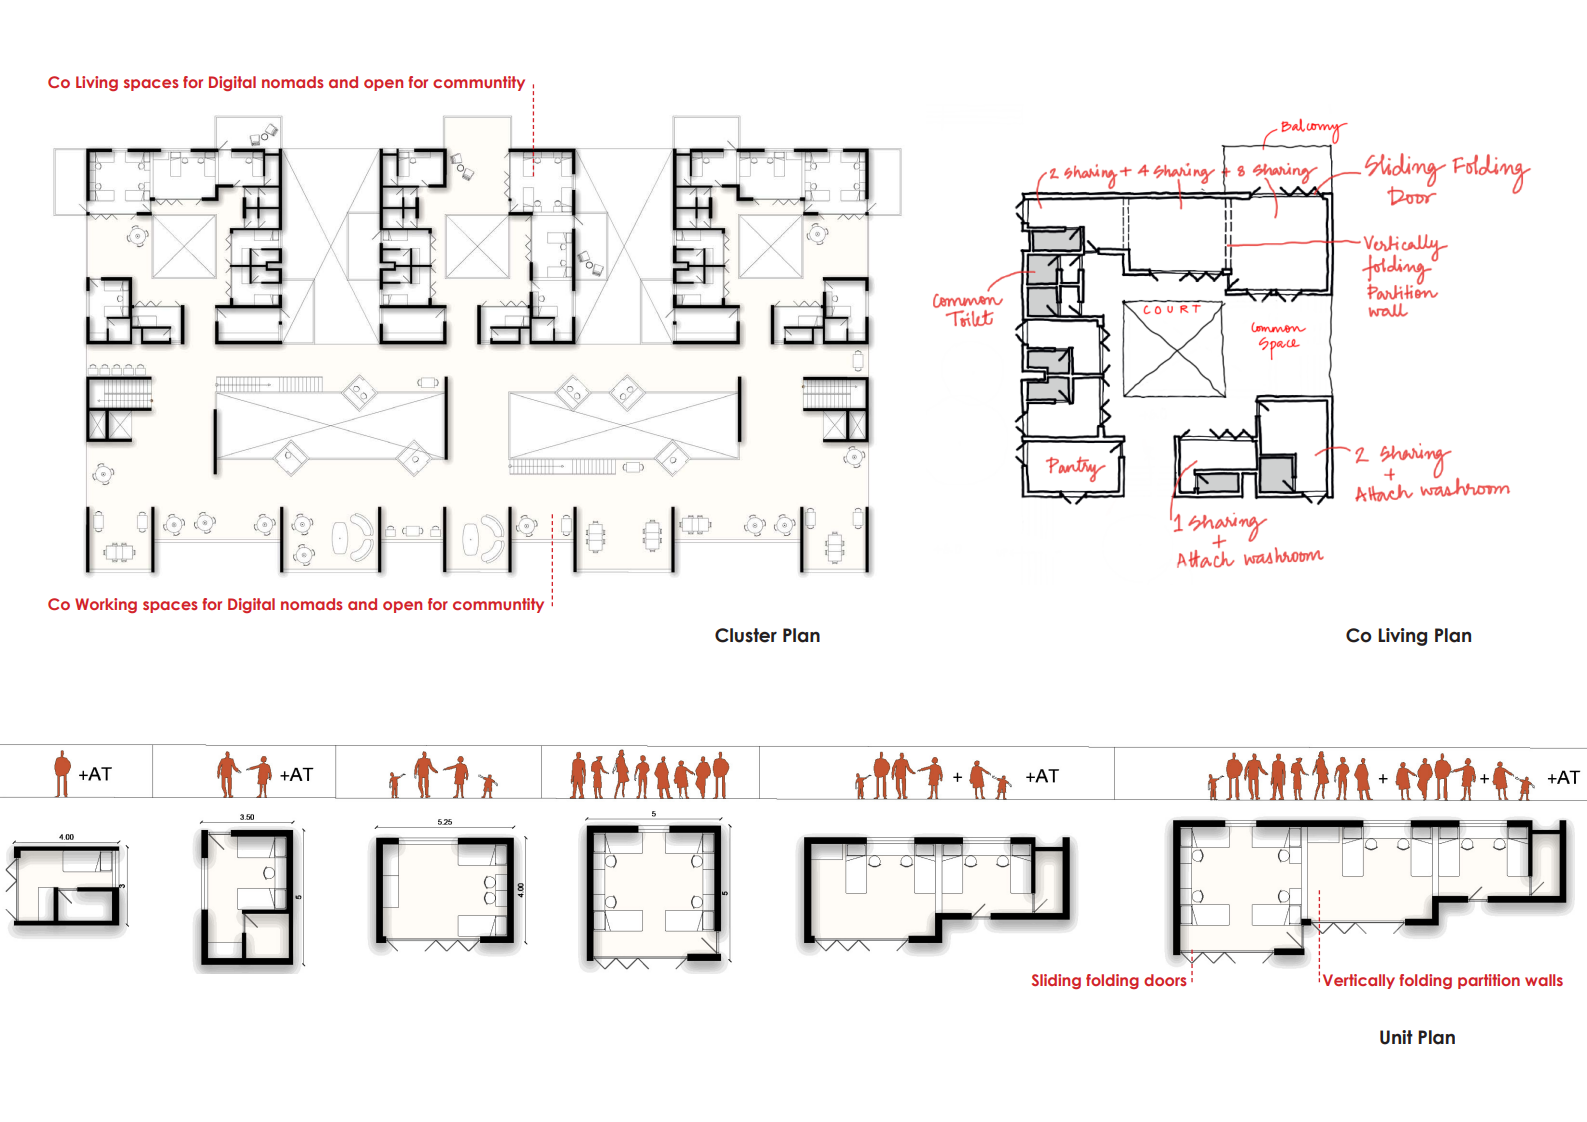 Co Living spaces for Digital nomads and open for communtity
Co Working spaces for Digital nomads and open for communtity
Cluster Plan
Balcony
2 sharing + 4 sharing + 8 sharing
Sliding Folding
Door
Vertically
folding
Partition
wall
Common
Toilet
COURT
Common
Space
Pantry
2 Sharing
+
Attach washroom
1 sharing
+
Attach washroom
Co Living Plan
+AT
+AT
+
+AT
+
+
+AT
4.00
3
3.50
5
5.25
4.00
5
5
Sliding folding doors
Vertically folding partition walls
Unit Plan